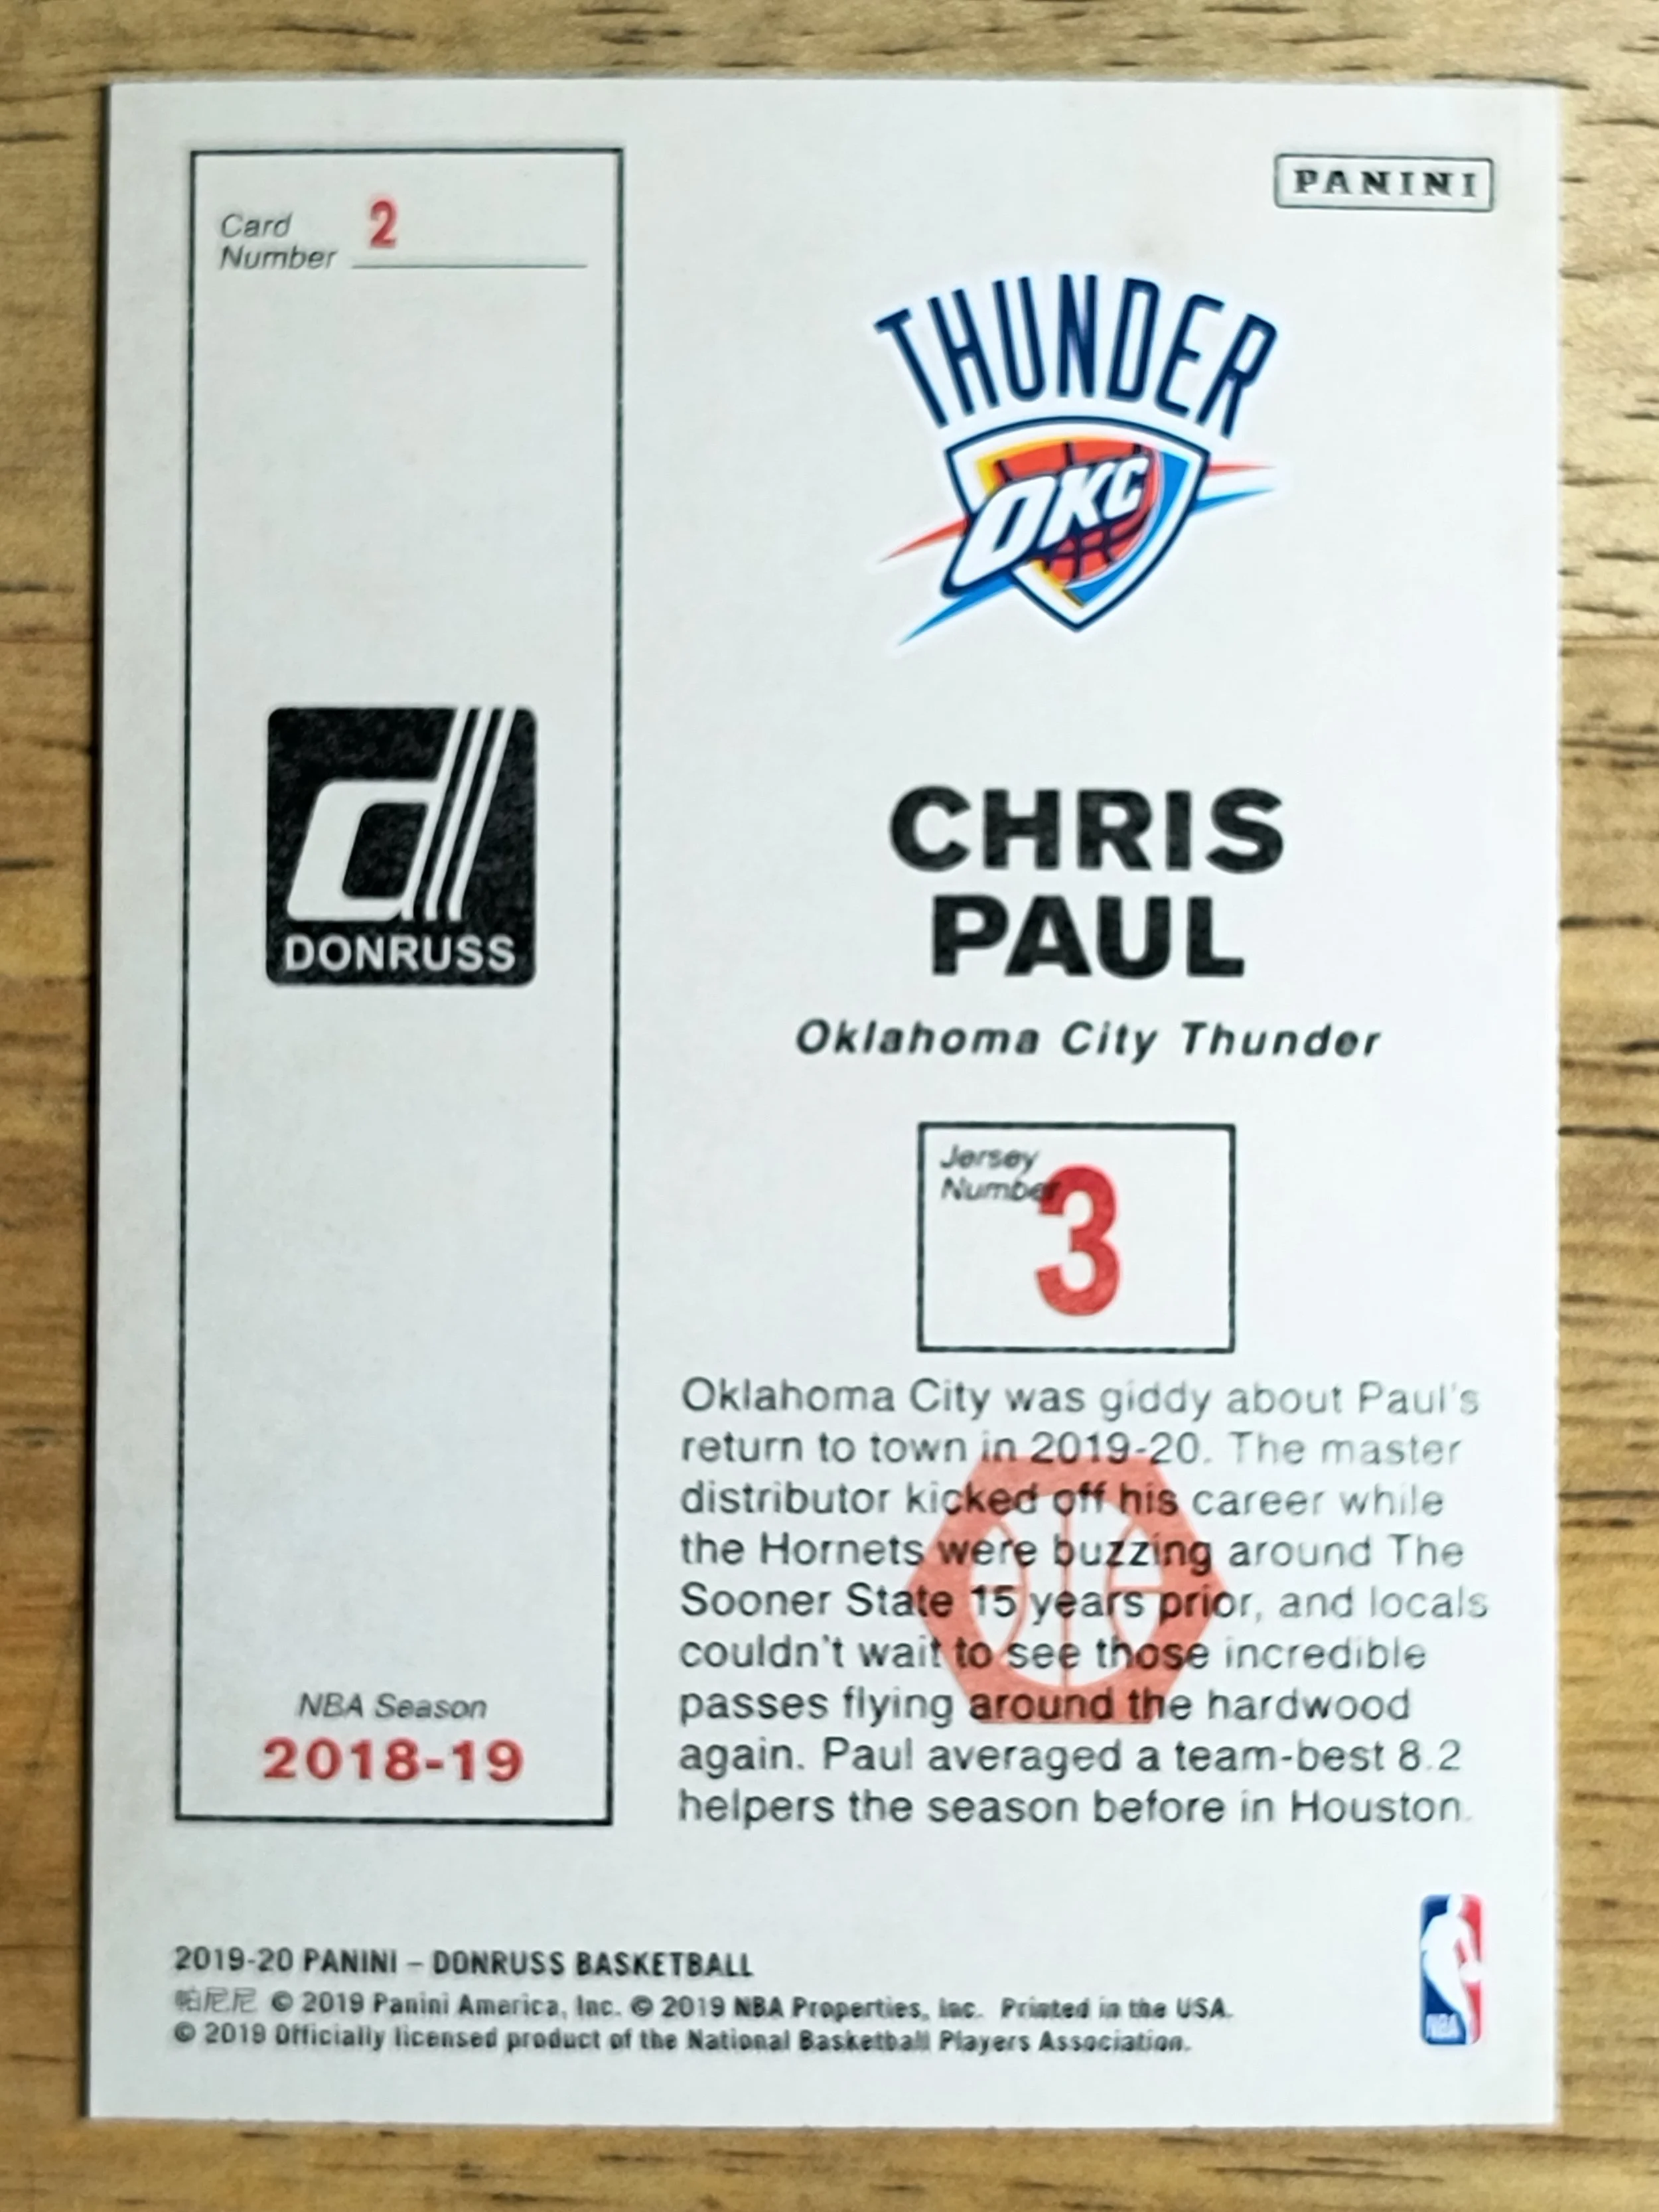 Card
Number 2
PANINI
THUNDER
OKC
DONRUSS
CHRIS
PAUL
Oklahoma City Thunder
Jersey
Number
3
Oklahoma City was giddy about Paul's
return to town in 2019-20. The master
distributor kicked off his career while
the Hornets were buzzing around The
Sooner State 15 years prior, and locals
couldn't wait to see those incredible
passes flying around the hardwood
again. Paul averaged a team-best 8.2
helpers the season before in Houston.
NBA Season
2018-19
2019-20 PANINI – DONRUSS BASKETBALL
帕尼尼 © 2019 Panini America, Inc. © 2019 NBA Properties, Inc. Printed in the USA.
© 2019 Officially licensed product of the National Basketball Players Association.
NBA